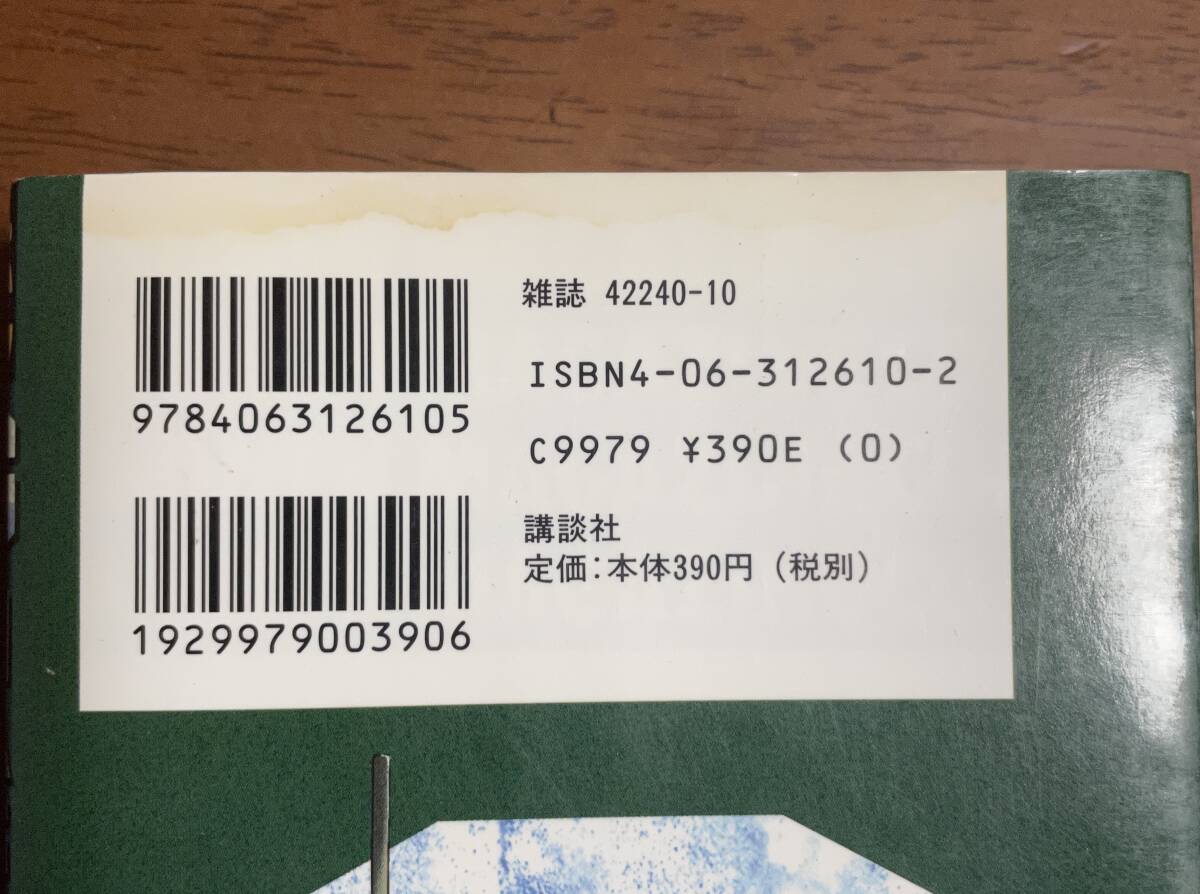 9784063126105
1929979003906
雑誌 42240-10
ISBN4-06-312610-2
C9979 ¥390E (0)
講談社
定価:本体390円(税別)